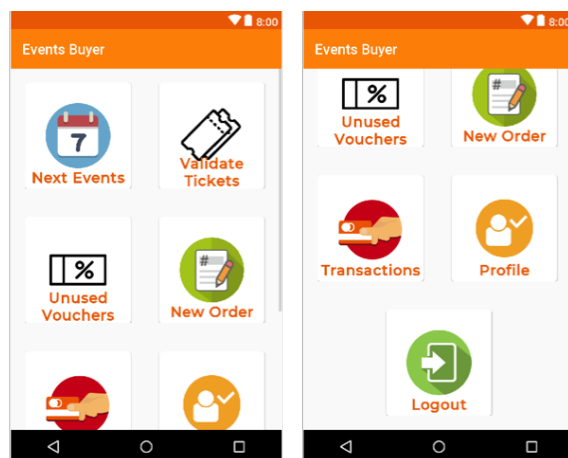 8:00
Events Buyer
7
Next Events
Validate
Tickets
%
Unused
Vouchers
#
New Order
8:00
Events Buyer
%
Unused
Vouchers
#
New Order
Transactions
Profile
Logout